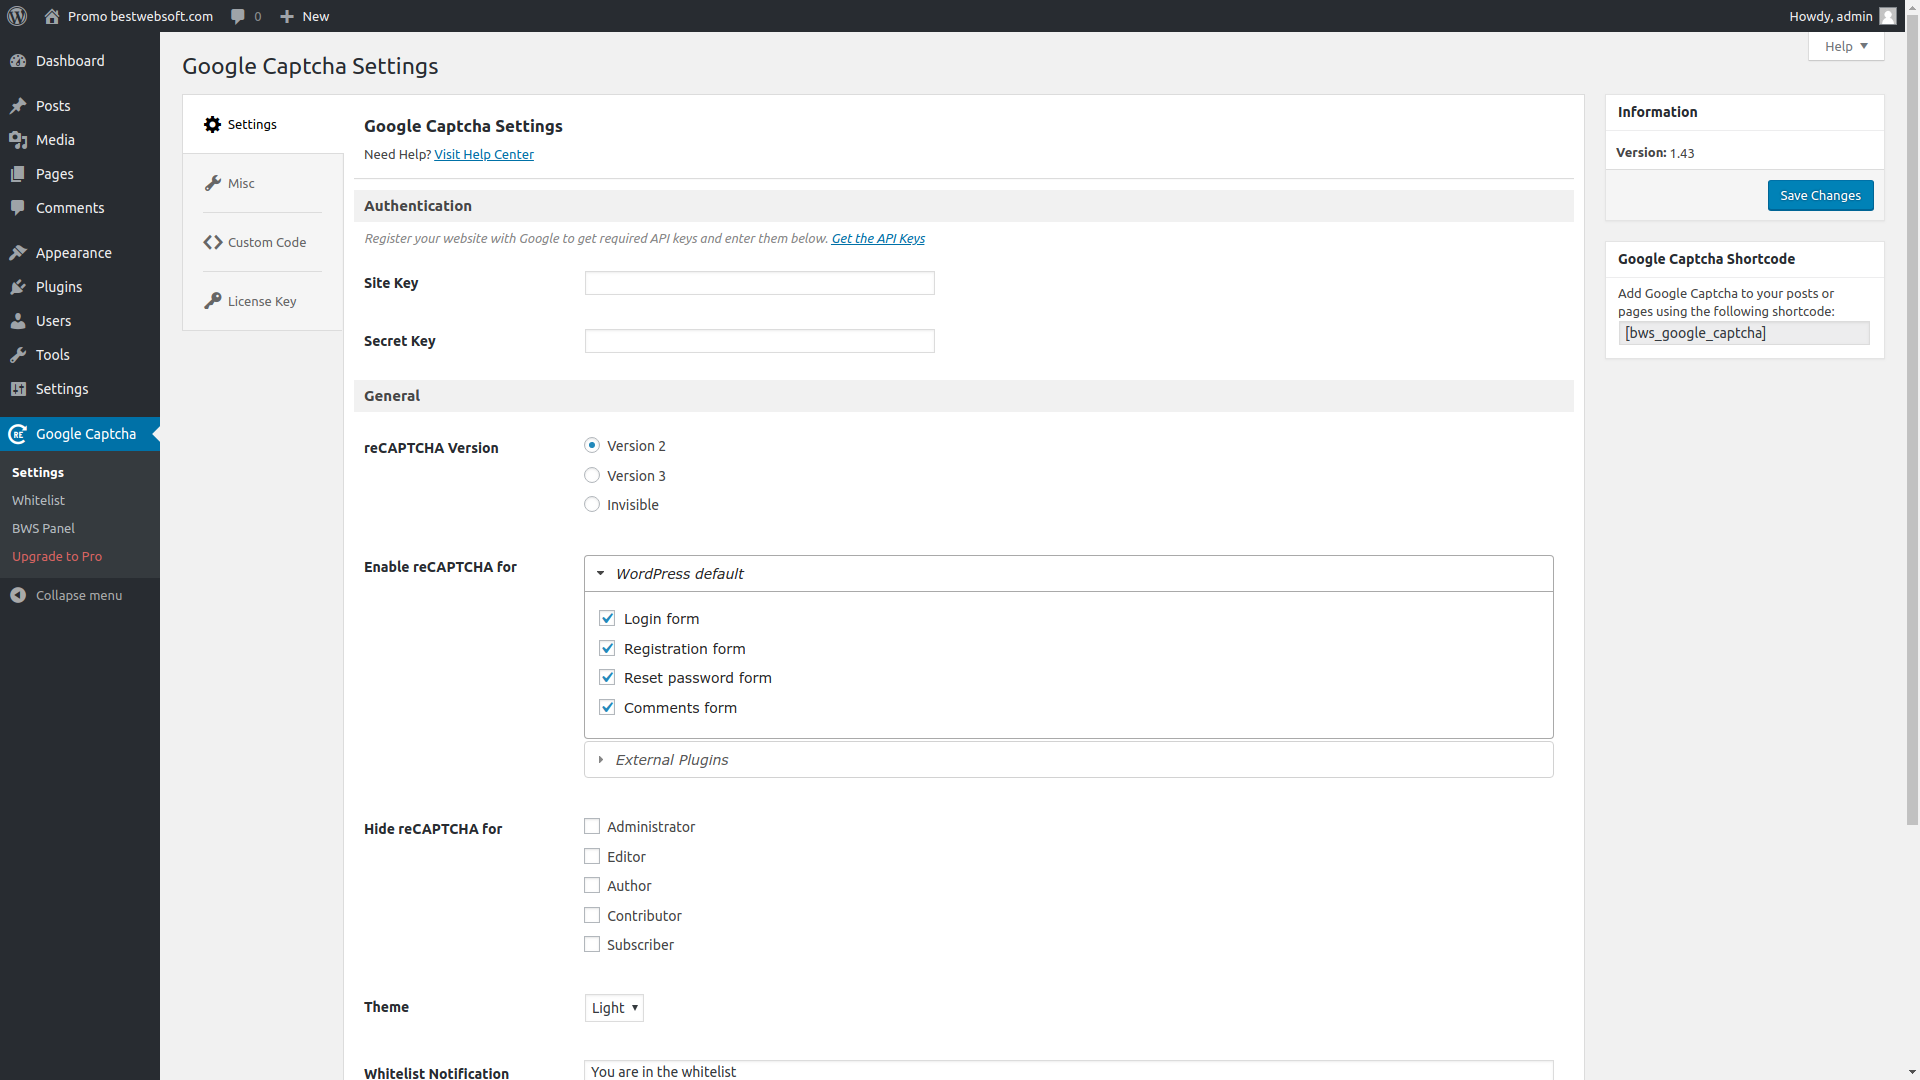 Promo bestwebsoft.com
0
New
Howdy, admin
Help
Dashboard
Posts
Media
Pages
Comments
Appearance
Plugins
Users
Tools
Settings
Google Captcha
Settings
Whitelist
BWS Panel
Upgrade to Pro
Collapse menu
Google Captcha Settings
Settings
Misc
Custom Code
License Key
Google Captcha Settings
Need Help? Visit Help Center
Authentication
Register your website with Google to get required API keys and enter them below. Get the API Keys
Site Key
Secret Key
General
reCAPTCHA Version
Version 2
Version 3
Invisible
Enable reCAPTCHA for
WordPress default
Login form
Registration form
Reset password form
Comments form
External Plugins
Hide reCAPTCHA for
Administrator
Editor
Author
Contributor
Subscriber
Theme
Light
Whitelist Notification
You are in the whitelist
Information
Version: 1.43
Save Changes
Google Captcha Shortcode
Add Google Captcha to your posts or
pages using the following shortcode:
[bws_google_captcha]